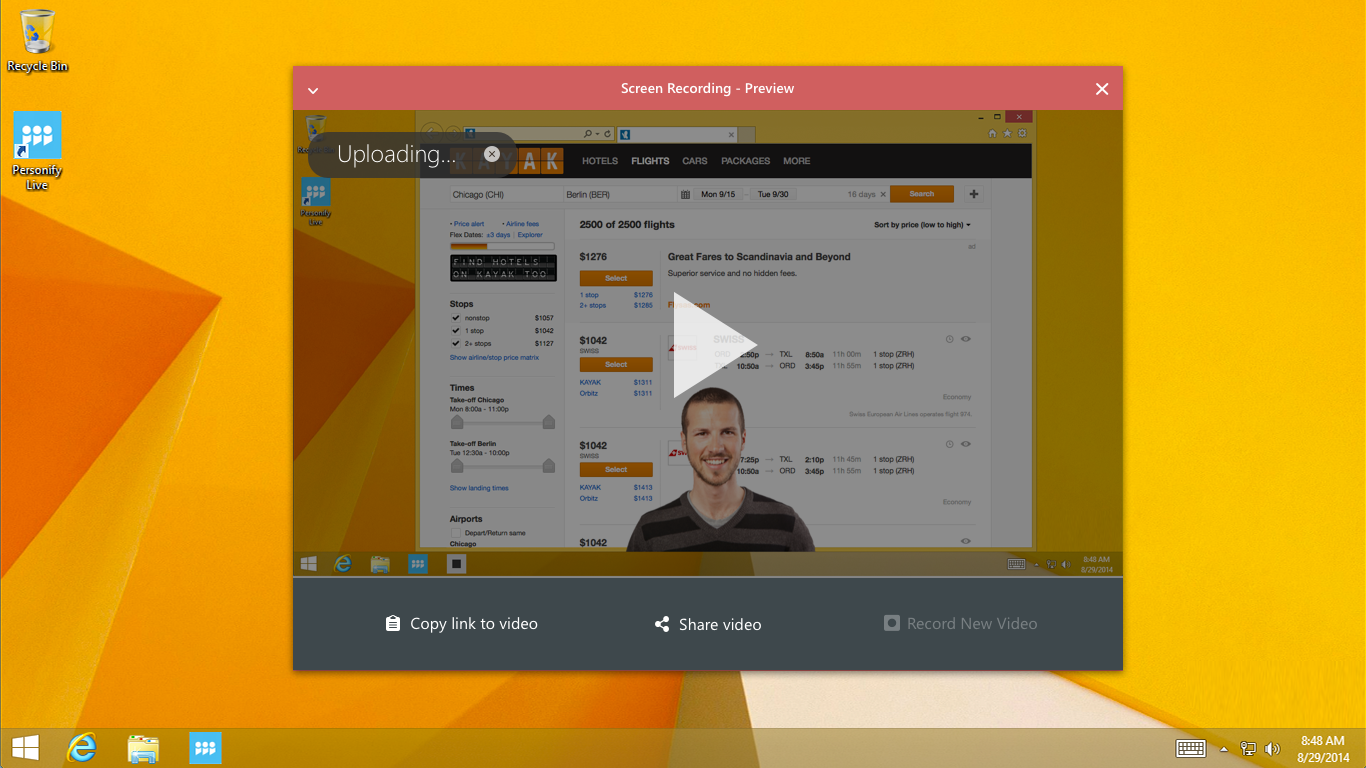 Recycle Bin
Personify
Live
Screen Recording - Preview
Uploading...
KAYAK
HOTELS FLIGHTS CARS PACKAGES MORE
Personify
Live
Chicago (CHI) Berlin (BER) Mon 9/15 Tue 9/30 16 days Search
• Price alert • Airline fees
Flex Dates: ±3 days | Explorer
FIND HOTELS
ON KAYAK TOO
2500 of 2500 flights Sort by price (low to high)
ad
$1276 Great Fares to Scandinavia and Beyond
Superior service and no hidden fees.
Select
1 stop $1276
2+ stops $1285
Stops
nonstop $1057
1 stop $1042
2+ stops $1127
Show airline/stop price matrix
$1042 SWISS
SWISS
Select
ORD 2:50p → TXL 8:50a 11h 00m 1 stop (ZRH)
10:50a → ORD 3:45p 11h 55m 1 stop (ZRH)
KAYAK $1311
Orbitz $1311
Economy
Swiss European Air Lines operates flight 974.
Times
Take-off Chicago
Mon 8:00a - 11:00p
Take-off Berlin
Tue 12:30a - 10:00p
Show landing times
$1042
SWISS
Select
7:25p → TXL 2:10p 11h 45m 1 stop (ZRH)
10:50a → ORD 3:45p 11h 55m 1 stop (ZRH)
KAYAK $1413
Orbitz $1413
Economy
Airports
Depart/Return same
Chicago
$1042
8:48 AM
8/29/2014
Copy link to video
Share video
Record New Video
8:48 AM
8/29/2014